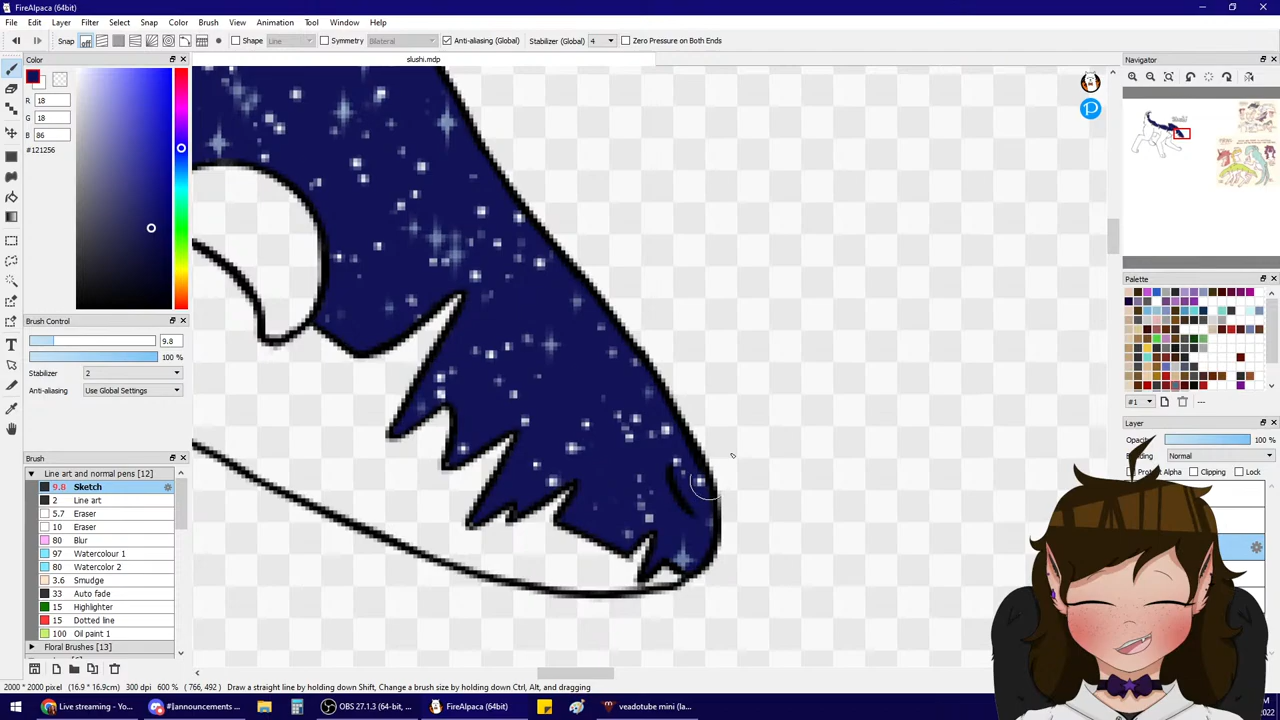 FireAlpaca (64bit)
File Edit Layer Filter Select Snap Color Brush View Animation Tool Window Help
Snap off Shape Line Symmetry Bilateral Anti-aliasing (Global) Stabilizer (Global) 4 Zero Pressure on Both Ends
Color
slushi.mdp
Navigator
R 18
G 18
B 86
#121256
Palette
Brush Control
9.8
100 %
Stabilizer 2
Anti-aliasing Use Global Settings
#1 ---
Layer
Opacity 100 %
Blending Normal
Protect Alpha Clipping Lock
Brush
Line art and normal pens [12]
9.8 Sketch
2 Line art
5.7 Eraser
10 Eraser
80 Blur
97 Watercolour 1
80 Watercolor 2
3.6 Smudge
33 Auto fade
15 Highlighter
15 Dotted line
100 Oil paint 1
Floral Brushes [13]
2000 * 2000 pixel (16.9 * 16.9cm) 300 dpi 600 % (766, 492) Draw a straight line by holding down Shift, Change a brush size by holding down Ctrl, Alt, and dragging
Live streaming - Yo...
#┃announcements ...
OBS 27.1.3 (64-bit, ...
FireAlpaca (64bit)
veadotube mini (la...